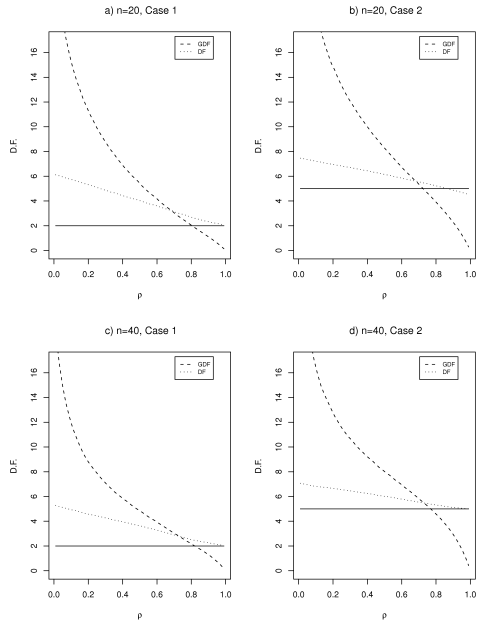 a) n=20, Case 1
GDF
DF
D.F.
0 2 4 6 8 10 12 14 16
0.0 0.2 0.4 0.6 0.8 1.0
ρ
b) n=20, Case 2
GDF
DF
D.F.
0 2 4 6 8 10 12 14 16
0.0 0.2 0.4 0.6 0.8 1.0
ρ
c) n=40, Case 1
GDF
DF
D.F.
0 2 4 6 8 10 12 14 16
0.0 0.2 0.4 0.6 0.8 1.0
ρ
d) n=40, Case 2
GDF
DF
D.F.
0 2 4 6 8 10 12 14 16
0.0 0.2 0.4 0.6 0.8 1.0
ρ